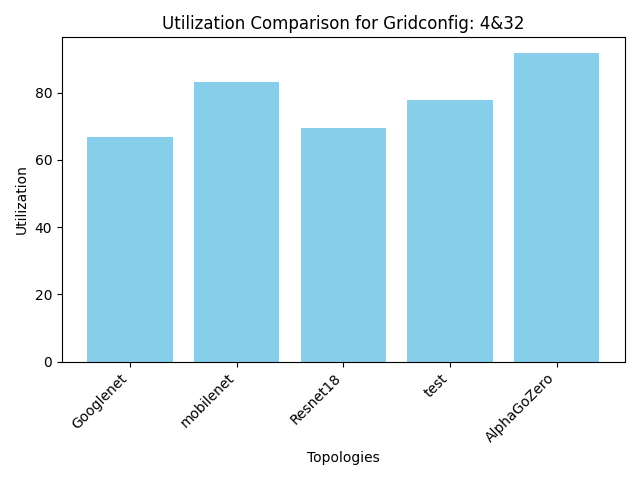 Utilization Comparison for Gridconfig: 4&32
Utilization
80
60
40
20
0
Googlenet
mobilenet
Resnet18
test
AlphaGoZero
Topologies